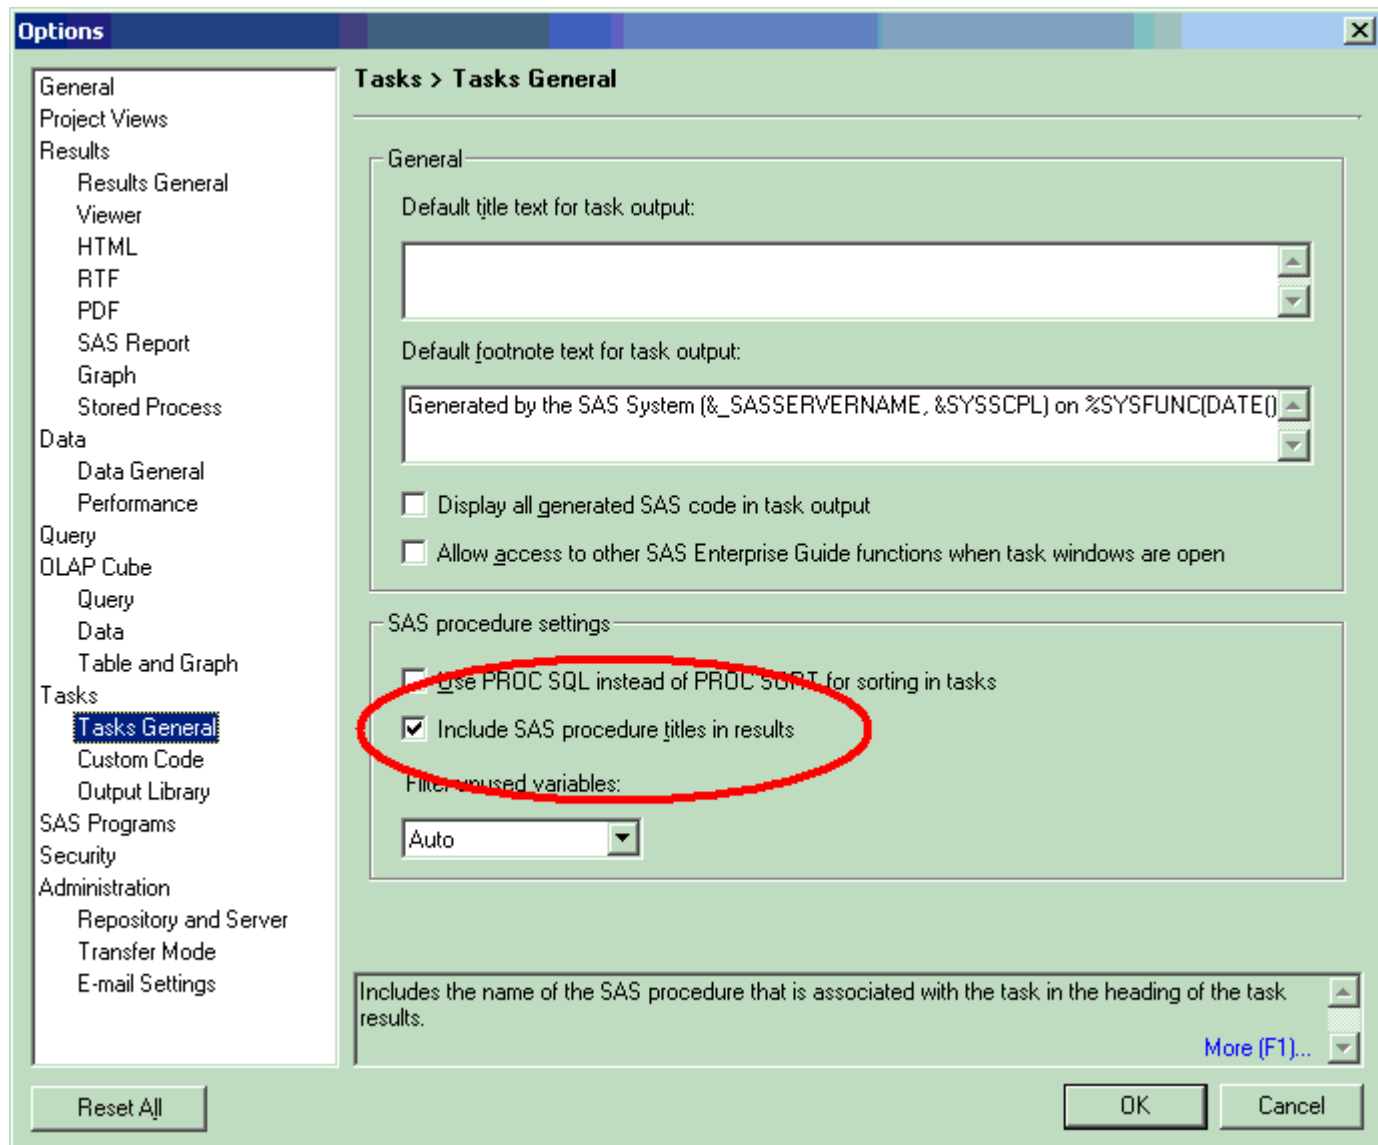 Options
General
Project Views
Results
Results General
Viewer
HTML
RTF
PDF
SAS Report
Graph
Stored Process
Data
Data General
Performance
Query
OLAP Cube
Query
Data
Table and Graph
Tasks
Tasks General
Custom Code
Output Library
SAS Programs
Security
Administration
Repository and Server
Transfer Mode
E-mail Settings
Reset All
Tasks > Tasks General
General
Default title text for task output:
Default footnote text for task output:
Generated by the SAS System (&_SASSERVERNAME, &SYSSCPL) on %SYSFUNC(DATE()
Display all generated SAS code in task output
Allow access to other SAS Enterprise Guide functions when task windows are open
SAS procedure settings
Use PROC SQL instead of PROC SORT for sorting in tasks
Include SAS procedure titles in results
Filter unused variables:
Auto
Includes the name of the SAS procedure that is associated with the task in the heading of the task
results.
More (F1)...
OK
Cancel